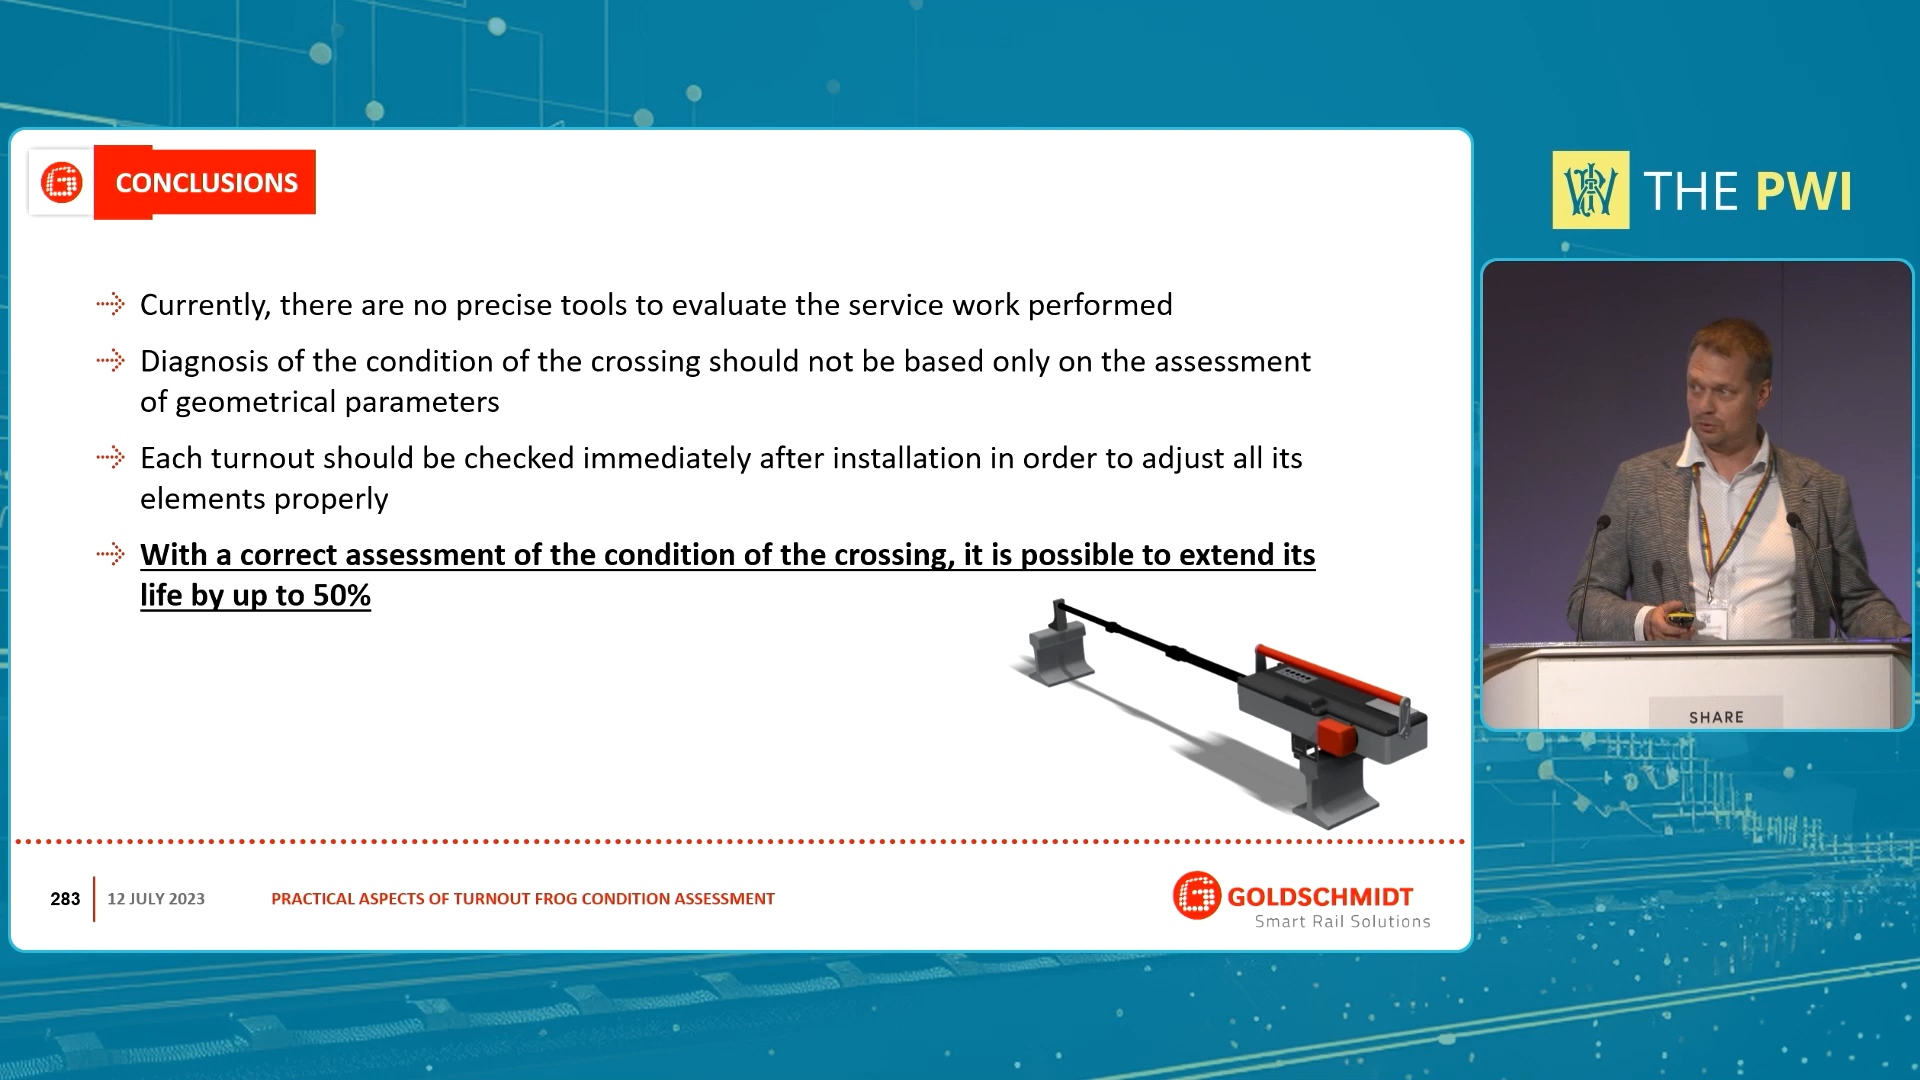 CONCLUSIONS
Currently, there are no precise tools to evaluate the service work performed
Diagnosis of the condition of the crossing should not be based only on the assessment
of geometrical parameters
Each turnout should be checked immediately after installation in order to adjust all its
elements properly
With a correct assessment of the condition of the crossing, it is possible to extend its
life by up to 50%
283
12 JULY 2023
PRACTICAL ASPECTS OF TURNOUT FROG CONDITION ASSESSMENT
GOLDSCHMIDT
Smart Rail Solutions
THE PWI
SHARE